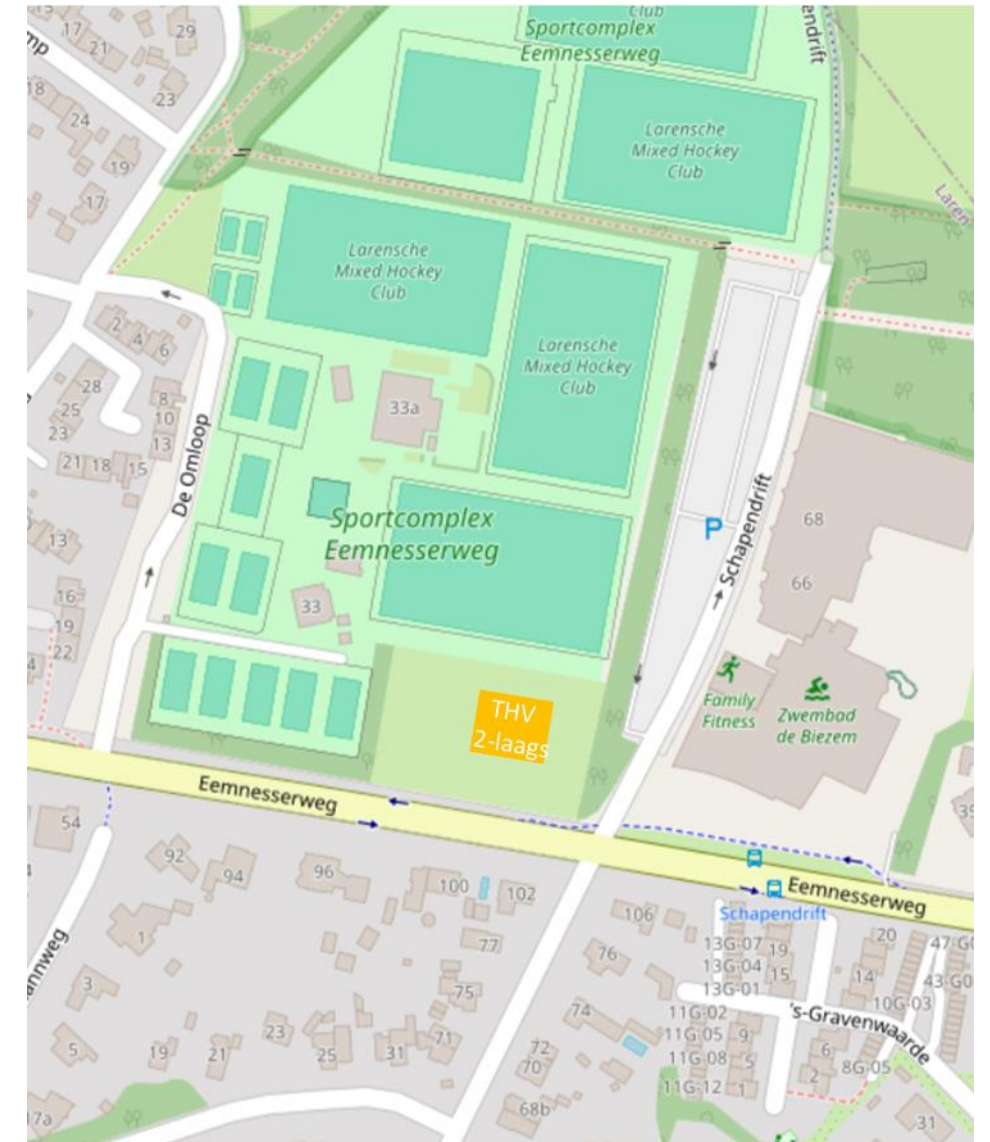 Club
Sportcomplex
Eemnesserweg
17
21
29
23
18
24
19
17
Larensche
Mixed Hockey
Club
Laren
Larensche
Mixed Hockey
Club
Larensche
Mixed Hockey
Club
2
4
6
28
25
23
8
10
13
21
18
15
33a
De Omloop
Sportcomplex
Eemnesserweg
P
Schapendrift
68
66
13
16
19
22
4
33
Family
Fitness
Zwembad
de Biezem
THV
2-laags
Eemnesserweg
39
54
92
94
96
100
102
Eemnesserweg
Schapendrift
106
1
77
76
13G-07
19
20
13G-04
15
14
13G-01
3
75
11G-02
10G-03
's-Gravenwaarde
74
11G 05
9
11G-08
5
6
8G-05
11G-12
1
2
5
19
21
23
25
31
71
72
70
68b
17a
31